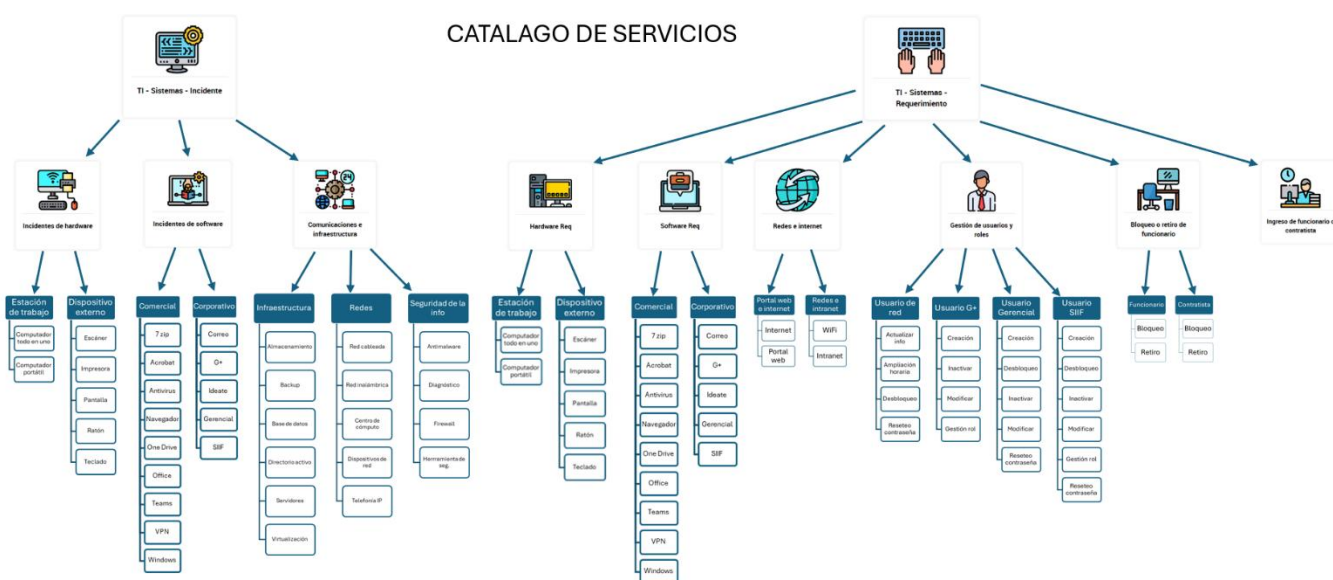 CATALAGO DE SERVICIOS
TI - Sistemas - Incidente
TI - Sistemas -
Requerimiento
Incidentes de hardware
Incidentes de software
Comunicaciones e
infraestructura
Hardware Req
Software Req
Redes e internet
Gestión de usuarios y
roles
Bloqueo o retiro de
funcionario
Ingreso de funcionario o
contratista
Estación
de trabajo
Computador
todo en uno
Computador
portátil
Dispositivo
externo
Escáner
Impresora
Pantalla
Ratón
Teclado
Comercial
7 zip
Acrobat
Antivirus
Navegador
One Drive
Office
Teams
VPN
Windows
Corporativo
Correo
G+
Ideate
Gerencial
SIIF
Infraestructura
Almacenamiento
Backup
Base de datos
Directorio activo
Servidores
Virtualización
Redes
Red cableada
Red inalámbrica
Centro de
cómputo
Dispositivos de
red
Telefonía IP
Seguridad de la
info
Antimalware
Diagnóstico
Firewall
Herramienta de
seg.
Estación
de trabajo
Computador
todo en uno
Computador
portátil
Dispositivo
externo
Escáner
Impresora
Pantalla
Ratón
Teclado
Comercial
7 zip
Acrobat
Antivirus
Navegador
One Drive
Office
Teams
VPN
Windows
Corporativo
Correo
G+
Ideate
Gerencial
SIIF
Portal web
e internet
Internet
Portal
web
Redes e
intranet
WiFi
Intranet
Usuario de
red
Actualizar
info
Ampliación
horaria
Desbloqueo
Reseteo
contraseña
Usuario G+
Creación
Inactivar
Modificar
Gestión rol
Usuario
Gerencial
Creación
Desbloqueo
Inactivar
Modificar
Reseteo
contraseña
Usuario
SIIF
Creación
Desbloqueo
Inactivar
Modificar
Gestión rol
Reseteo
contraseña
Funcionario
Bloqueo
Retiro
Contratista
Bloqueo
Retiro